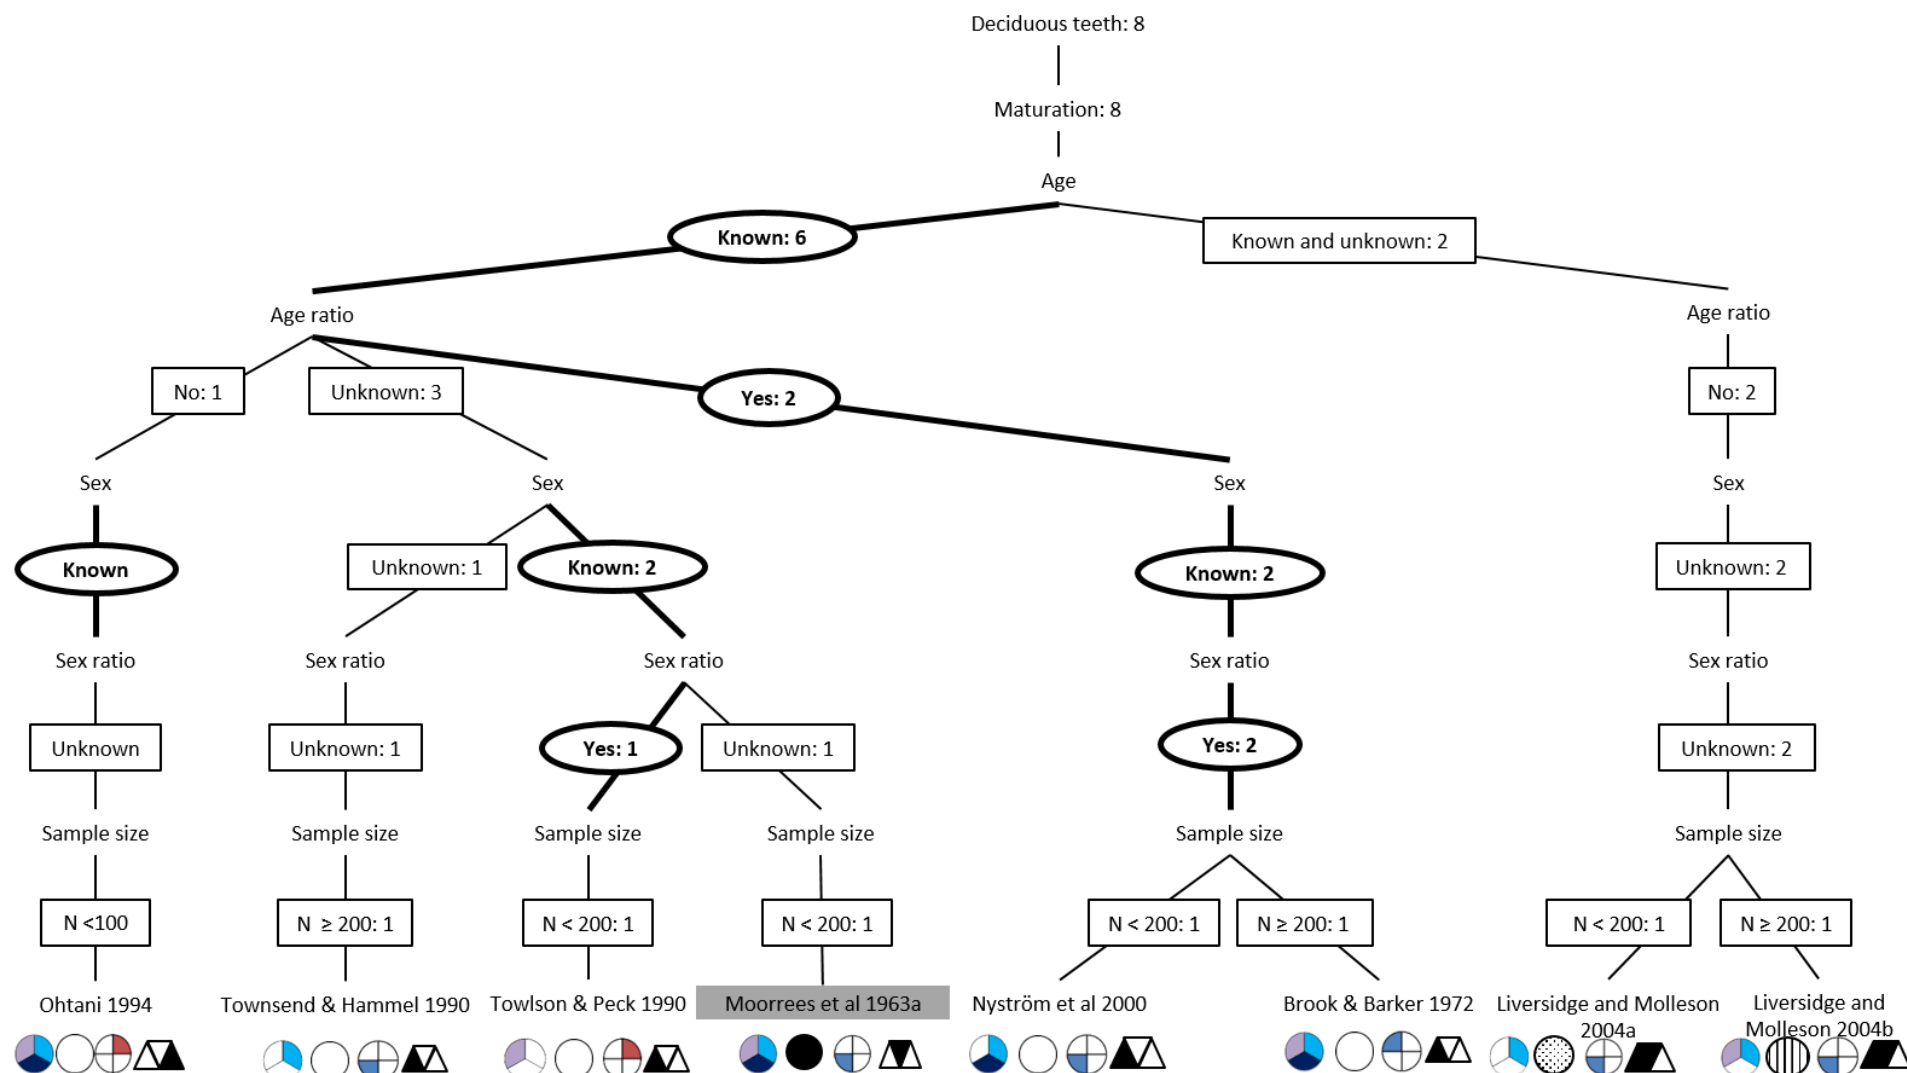 Deciduous teeth: 8
Maturation: 8
Age
Known: 6
Known and unknown: 2
Age ratio
Age ratio
No: 1
Unknown: 3
Yes: 2
No: 2
Sex
Sex
Sex
Sex
Known
Unknown: 1
Known: 2
Known: 2
Unknown: 2
Sex ratio
Sex ratio
Sex ratio
Sex ratio
Sex ratio
Unknown
Unknown: 1
Yes: 1
Unknown: 1
Yes: 2
Unknown: 2
Sample size
Sample size
Sample size
Sample size
Sample size
Sample size
N <100
N ≥ 200: 1
N < 200: 1
N < 200: 1
N < 200: 1
N ≥ 200: 1
N < 200: 1
N ≥ 200: 1
Ohtani 1994
Townsend & Hammel 1990
Towlson & Peck 1990
Moorrees et al 1963a
Nyström et al 2000
Brook & Barker 1972
Liversidge and Molleson
2004a
Liversidge and
Molleson 2004b